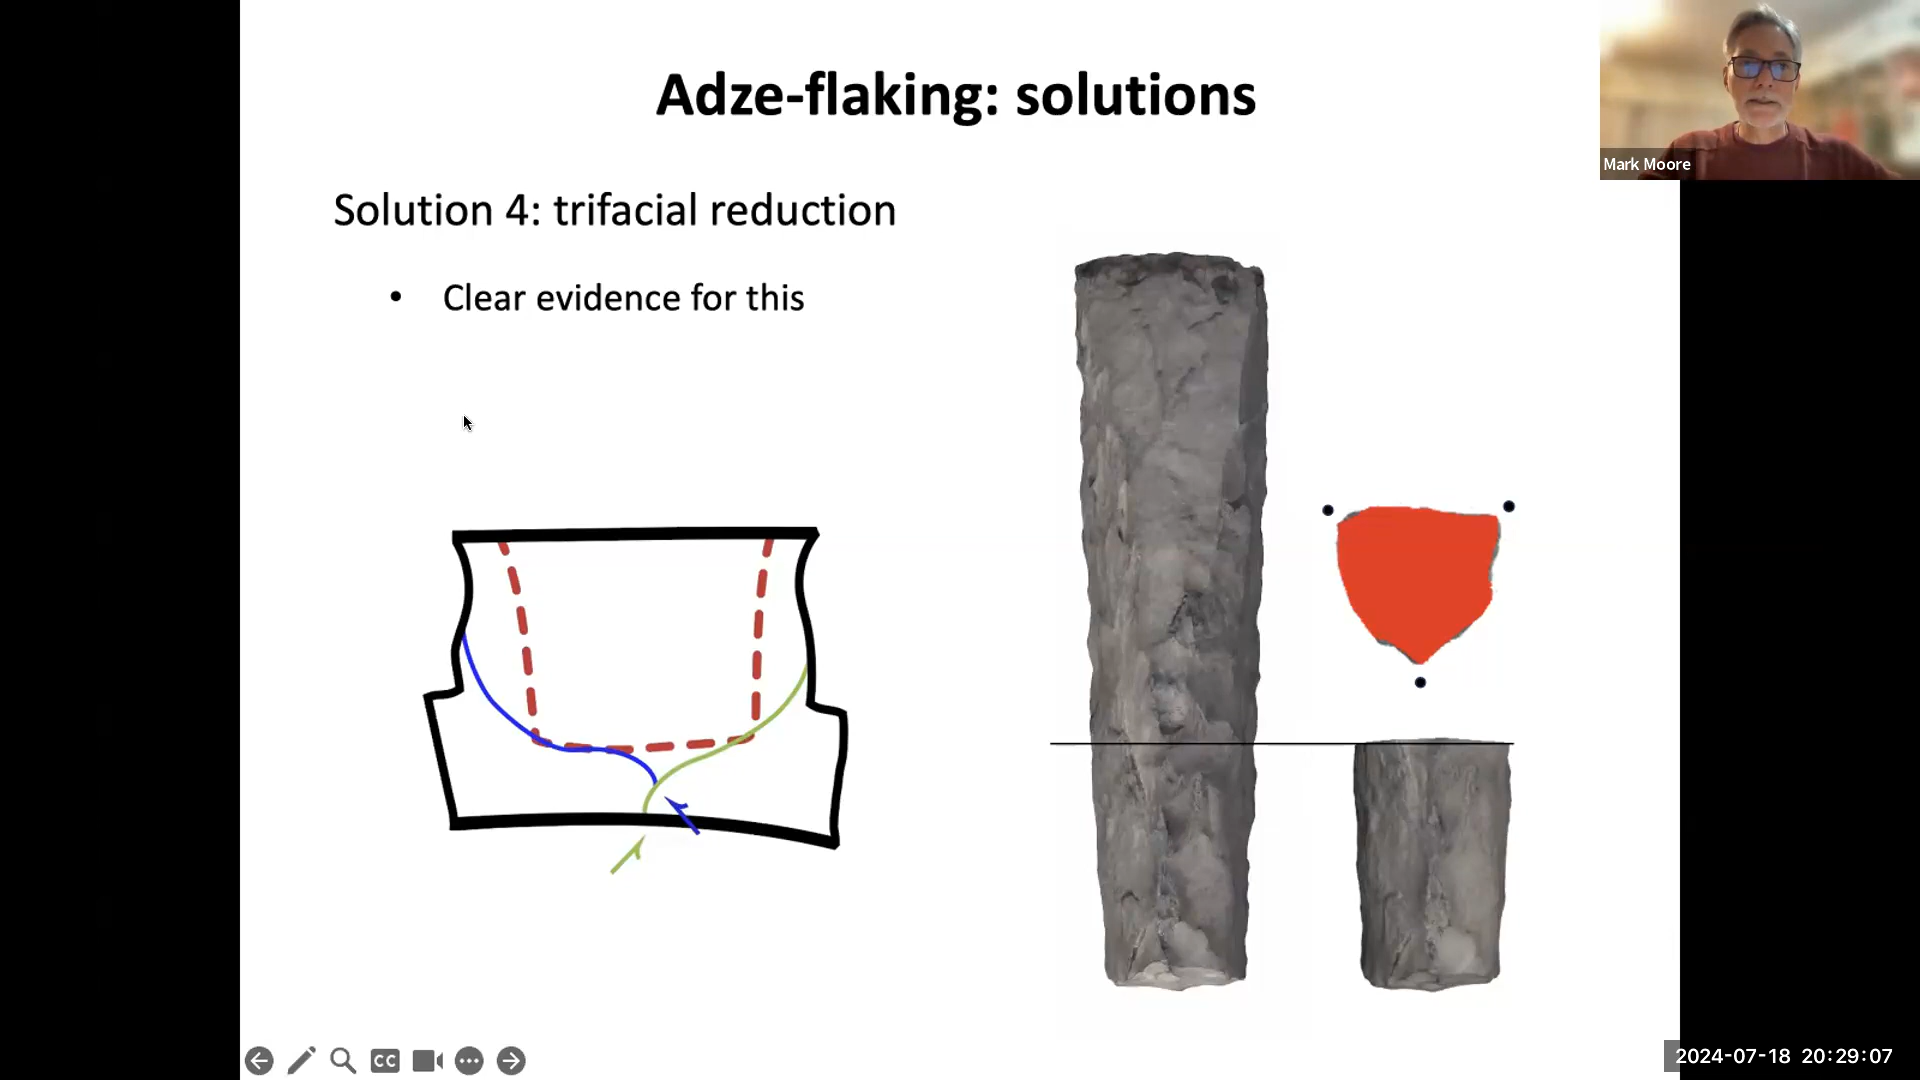 Adze-flaking: solutions
Mark Moore
Solution 4: trifacial reduction
• Clear evidence for this
CC
2024-07-18 20:29:07